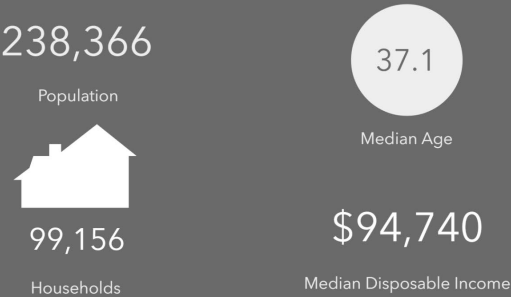 238,366
Population
37.1
Median Age
99,156
Households
$94,740
Median Disposable Income